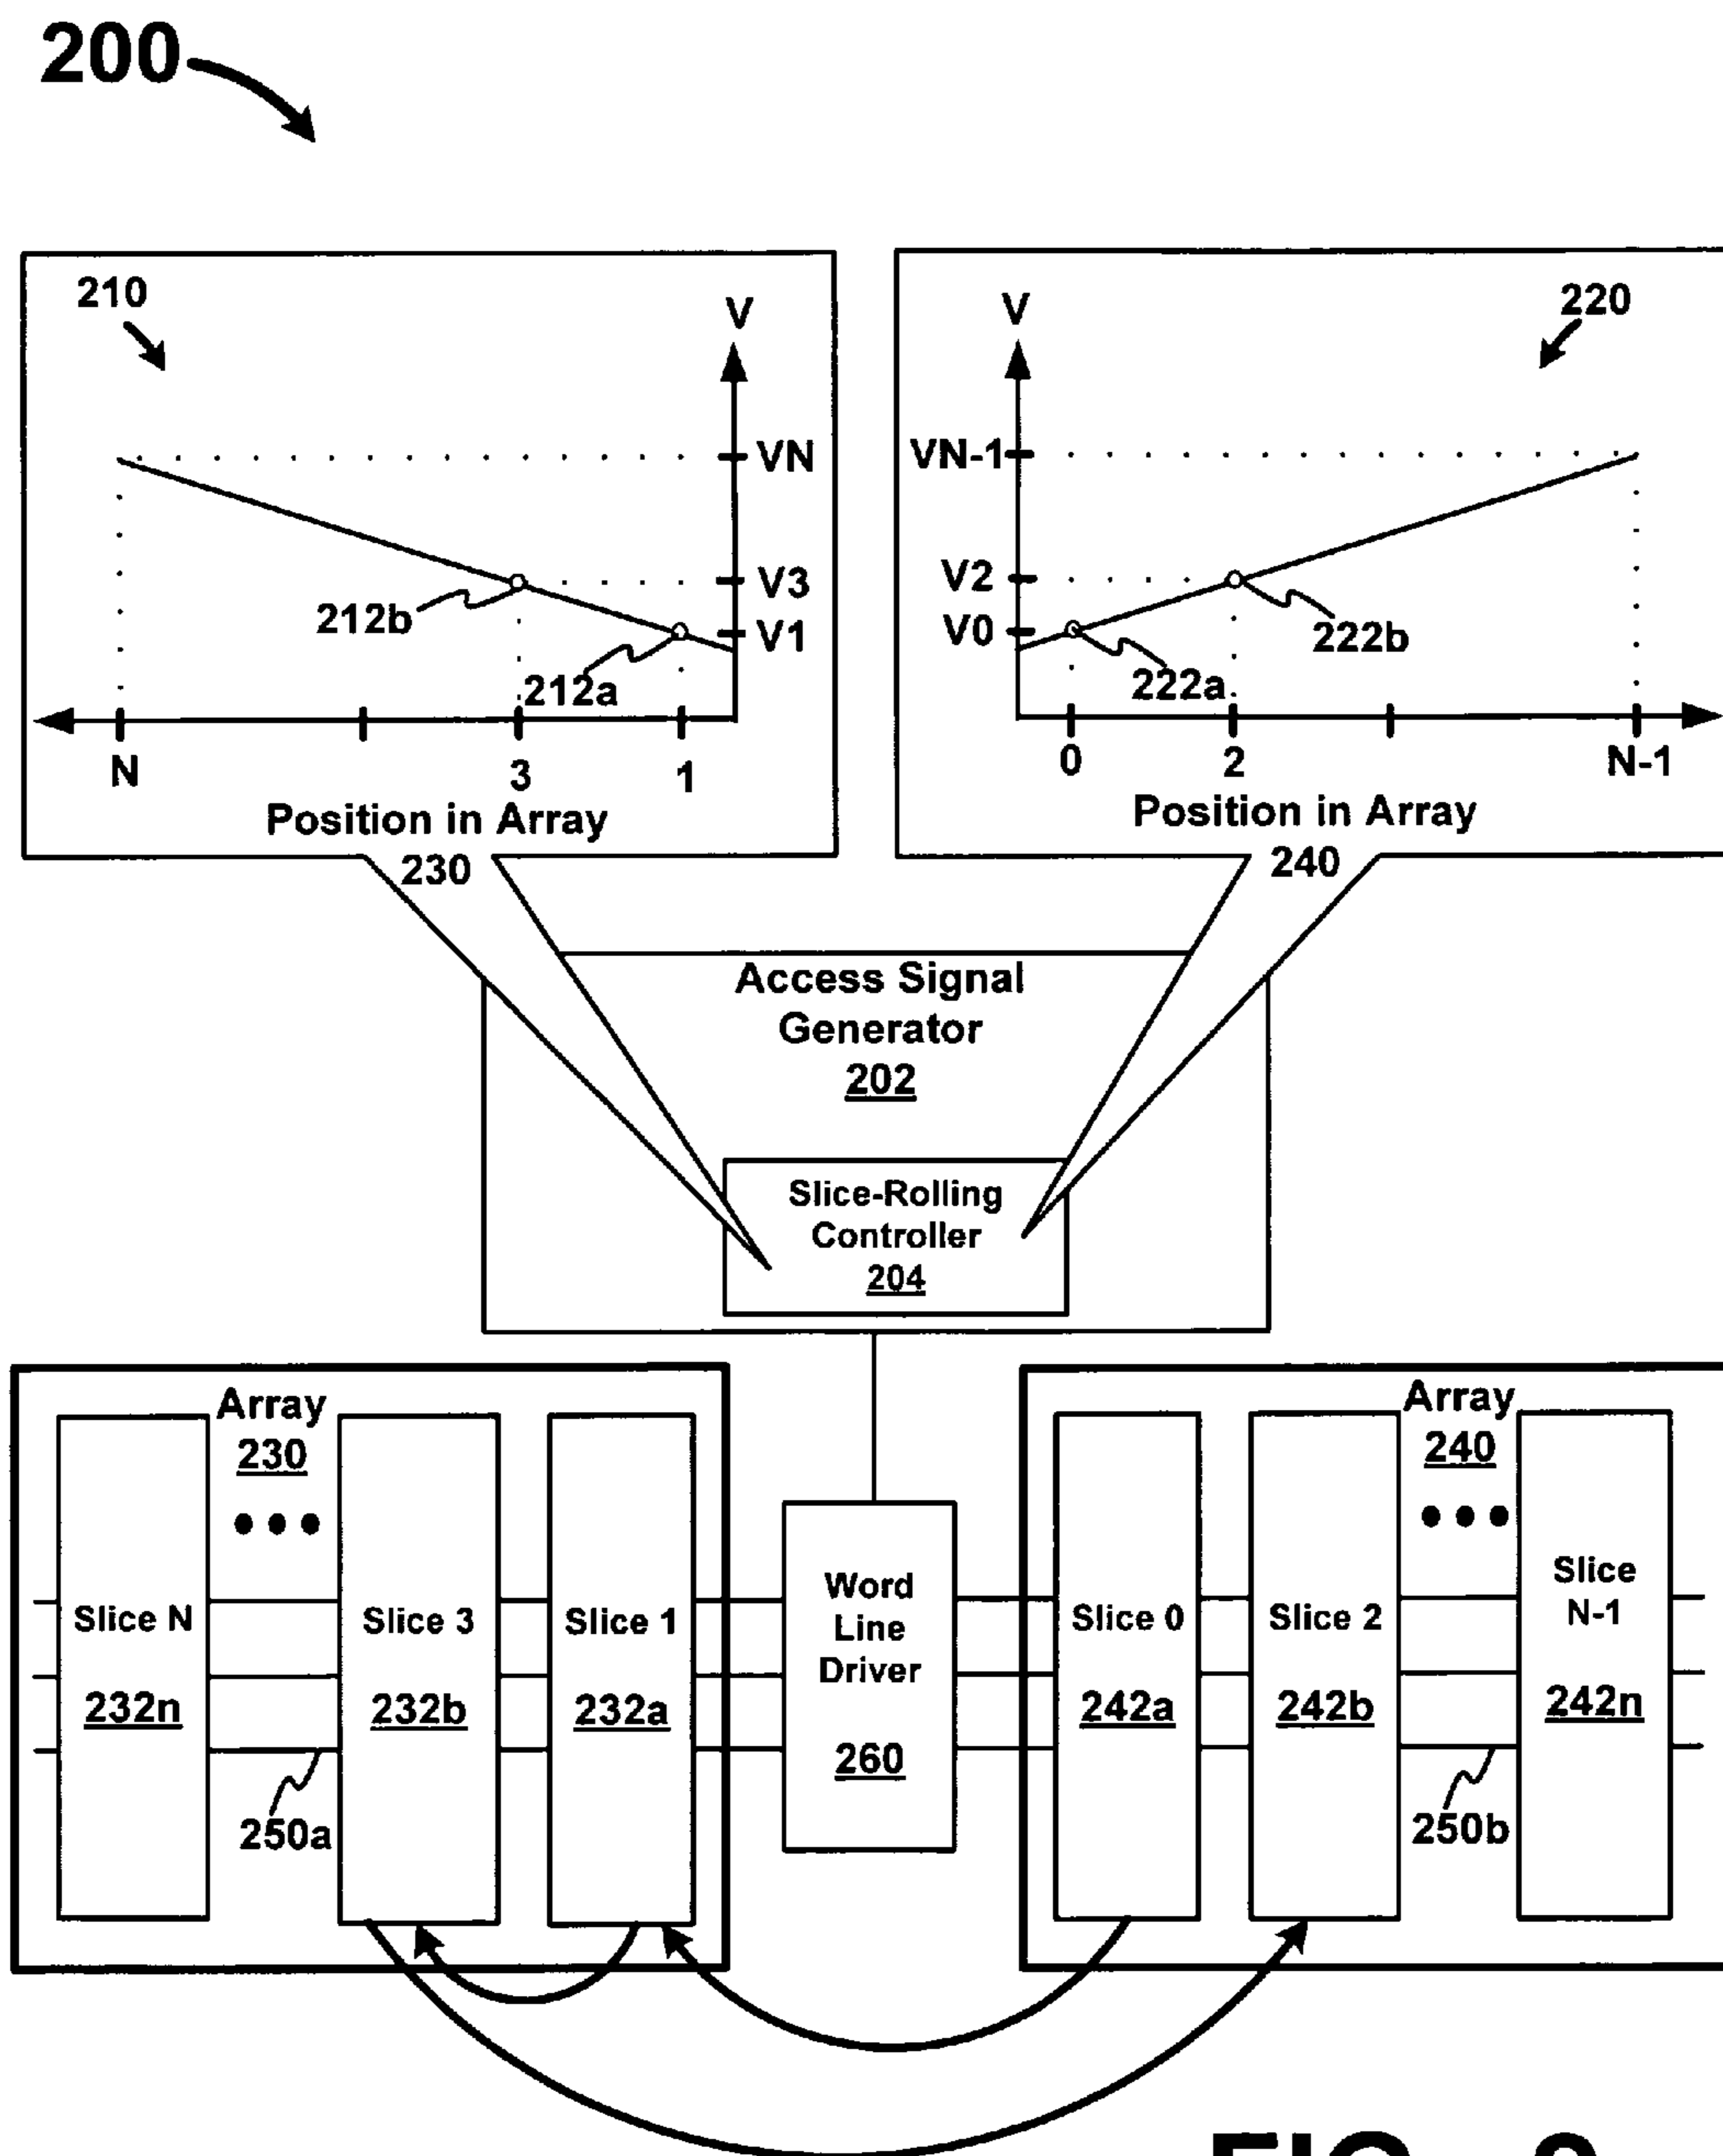 200
210
V
VN
V3
V1
212b
212a
N
3
1
Position in Array
230
220
V
VN-1
V2
V0
222b
222a
0
2
N-1
Position in Array
240
Access Signal
Generator
202
Slice-Rolling
Controller
204
Array
230
Slice N
232n
Slice 3
232b
Slice 1
232a
250a
Word
Line
Driver
260
Array
240
Slice 0
242a
Slice 2
242b
Slice
N-1
242n
250b